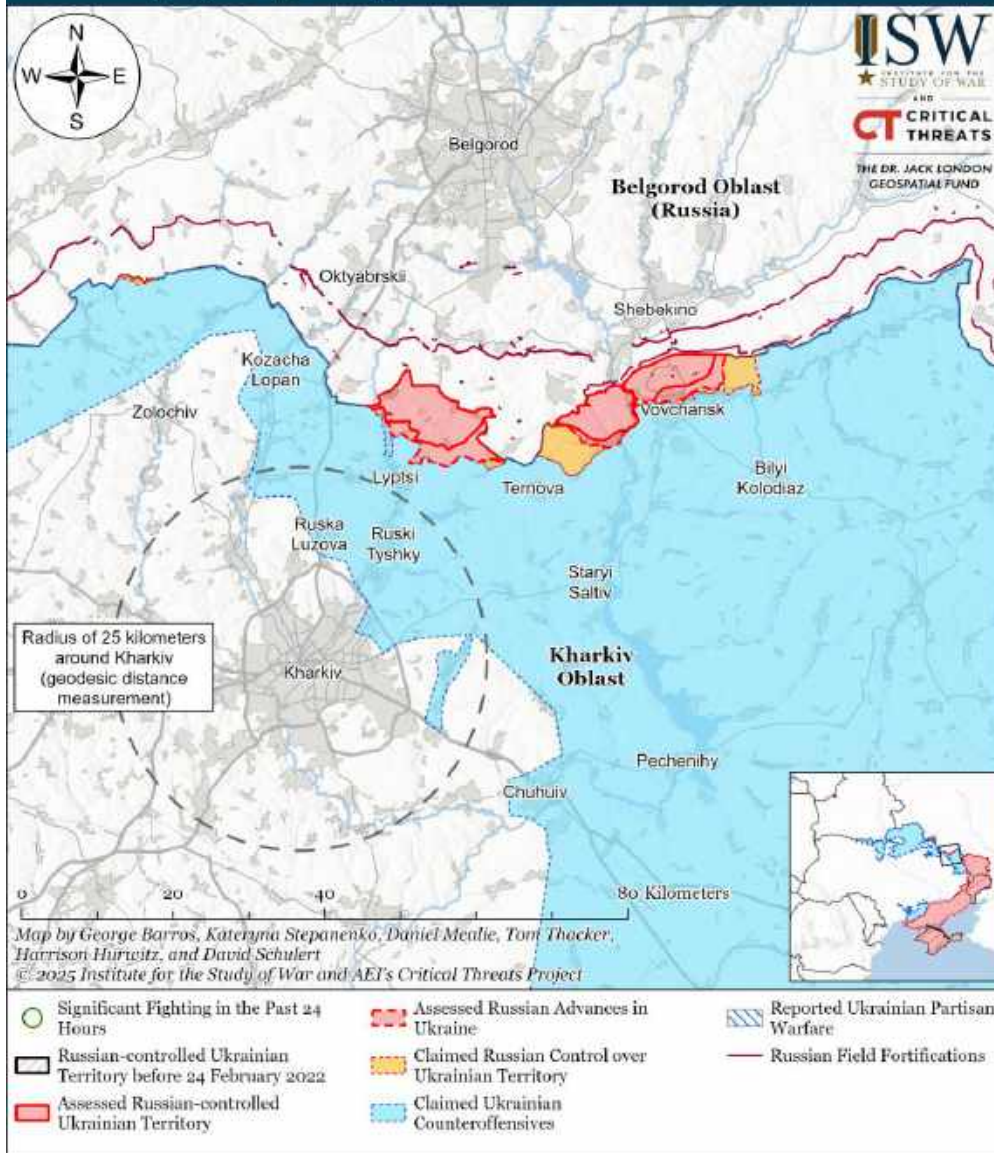 N
W E
S
ISW
INSTITUTE FOR THE
STUDY OF WAR
AND
CT CRITICAL
THREATS
THE DR. JACK LONDON
GEOSPATIAL FUND
Belgorod
Belgorod Oblast
(Russia)
Oktyabrskii
Shebekino
Kozacha
Lopan
Zolochiv
Vovchansk
Lyptsi
Ternova
Bilyi
Kolodiaz
Ruska
Luzova
Ruski
Tyshky
Staryi
Saltiv
Radius of 25 kilometers
around Kharkiv
(geodesic distance
measurement)
Kharkiv
Kharkiv
Oblast
Pechenihy
Chuhuiv
0 20 40 80 Kilometers
Map by George Barros, Kateryna Stepanenko, Daniel Mealie, Tom Thacker,
Harrison Hurwitz, and David Schulert
© 2025 Institute for the Study of War and AEI's Critical Threats Project
Significant Fighting in the Past 24
Hours
Russian-controlled Ukrainian
Territory before 24 February 2022
Assessed Russian-controlled
Ukrainian Territory
Assessed Russian Advances in
Ukraine
Claimed Russian Control over
Ukrainian Territory
Claimed Ukrainian
Counteroffensives
Reported Ukrainian Partisan
Warfare
Russian Field Fortifications